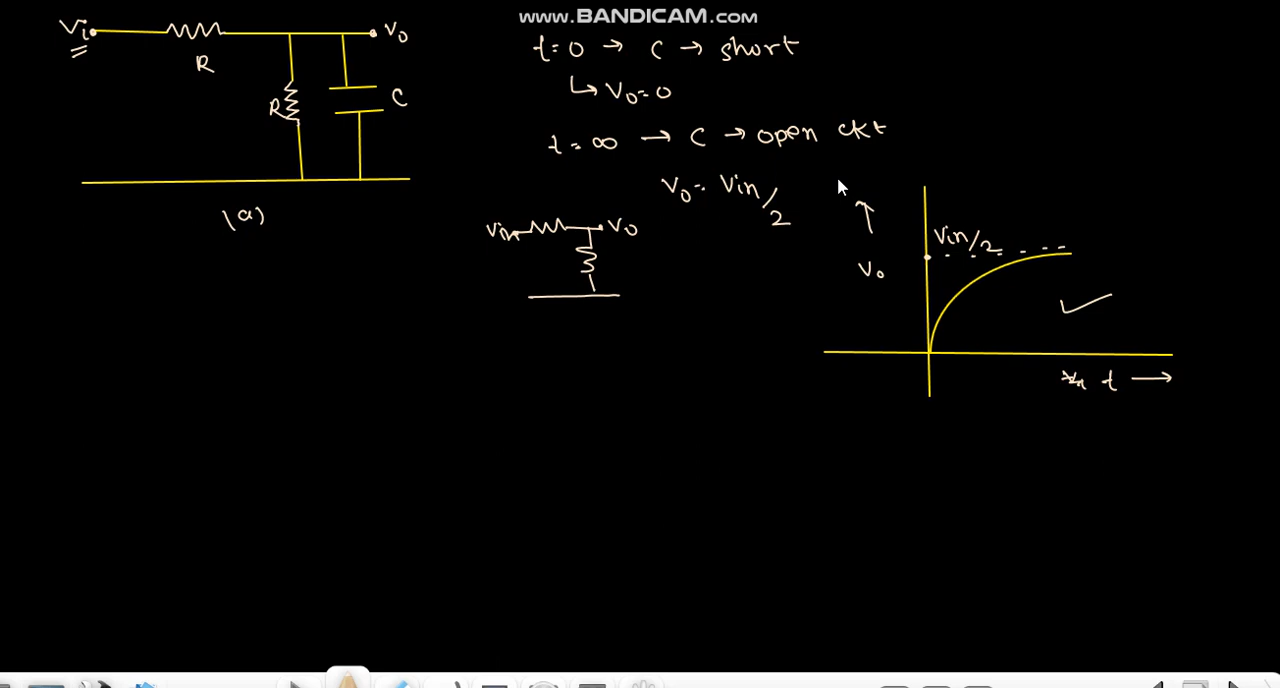 www.BANDICAM.com
Vi
R
V0
R
C
(a)
t=0 → C → short
↳ V0=0
t=∞ → C → open ckt
V0= Vin/2
Vin
V0
Vin/2
↑
V0
t →